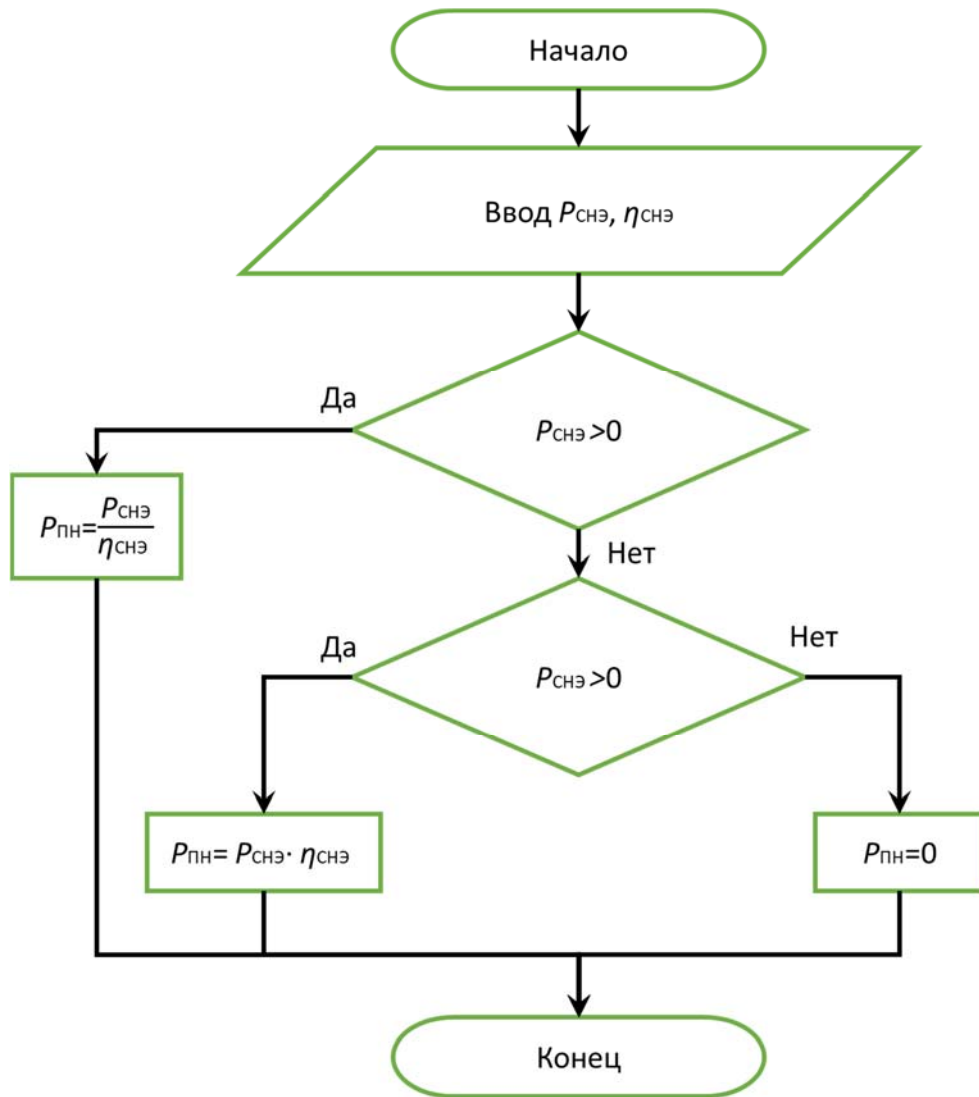 Начало
Ввод PСНЭ, ηСНЭ
Да
PСНЭ>0
PПН=PСНЭ/ηСНЭ
Нет
Да
Нет
PСНЭ>0
PПН= PСНЭ· ηСНЭ
PПН=0
Конец